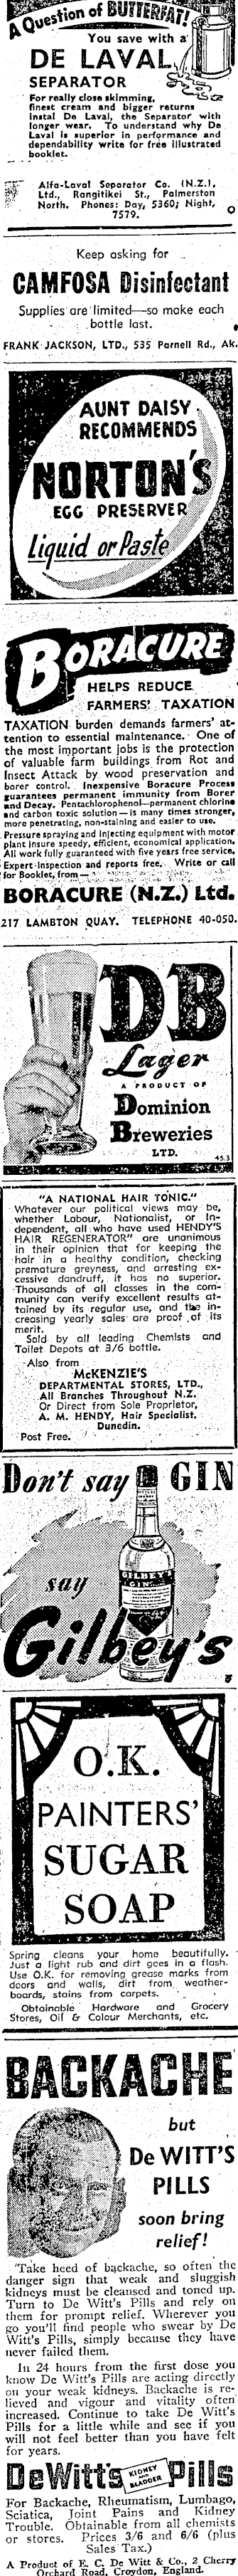 A Question of BUTTERFAT!
You save with a
DE LAVAL
SEPARATOR
For really close skimming,
finest cream and bigger returns
instal De Laval, the Separator with
longer wear. To understand why De
Laval is superior in performance and
dependability write for free illustrated
booklet.
Alfa-Laval Separator Co. (N.Z.),
Ltd., Rangitikei St., Palmerston
North. Phones: Day, 5360; Night,
7579.
Keep asking for
CAMFOSA Disinfectant
Supplies are limited—so make each
bottle last.
FRANK JACKSON, LTD., 535 Parnell Rd., Ak.
AUNT DAISY
RECOMMENDS
NORTON'S
EGG PRESERVER
Liquid or Paste
BORACURE
HELPS REDUCE
FARMERS' TAXATION
TAXATION burden demands farmers' at-
tention to essential maintenance. One of
the most important jobs is the protection
of valuable farm buildings from Rot and
Insect Attack by wood preservation and
borer control. Inexpensive Boracure Process
guarantees permanent immunity from Borer
and Decay. Pentachlorophenol—permanent chlorine
and carbon toxic solution—is many times stronger,
more penetrating, non-staining and easier to use.
Pressure spraying and Injecting equipment with motor
plant insure speedy, efficient, economical application.
All work fully guaranteed with five years free service.
Expert Inspection and reports free. Write or call
for Booklet, from—
BORACURE (N.Z.) Ltd.
217 LAMBTON QUAY. TELEPHONE 40-050.
DB
Lager
A PRODUCT OF
Dominion
Breweries
LTD.
45.3
"A NATIONAL HAIR TONIC."
Whatever our political views may be,
whether Labour, Nationalist, or In-
dependent, all who have used HENDY'S
HAIR REGENERATOR" are unanimous
in their opinion that for keeping the
hair in a healthy condition, checking
premature greyness, and arresting ex-
cessive dandruff, it has no superior.
Thousands of all classes in the com-
munity can verify excellent results at-
tained by its regular use, and the in-
creasing yearly sales are proof of its
merit.
Sold by all leading Chemists and
Toilet Depots at 3/6 bottle.
Also from
McKENZIE'S
DEPARTMENTAL STORES, LTD.,
All Branches Throughout N.Z.
Or Direct from Sole Proprietor,
A. M. HENDY, Hair Specialist,
Dunedin.
Post Free.
Don't say GIN
say
Gilbey's
O.K.
PAINTERS'
SUGAR
SOAP
Spring cleans your home beautifully.
Just a light rub and dirt goes in a flash.
Use O.K. for removing grease marks from
doors and walls, dirt from weather-
boards, stains from carpets.
Obtainable Hardware and Grocery
Stores, Oil & Colour Merchants, etc.
BACKACHE
but
De WITT'S
PILLS
soon bring
relief!
Take heed of backache, so often the
danger sign that weak and sluggish
kidneys must be cleansed and toned up.
Turn to De Witt's Pills and rely on
them for prompt relief. Wherever you
go you'll find people who swear by De
Witt's Pills, simply because they have
never failed them.
In 24 hours from the first dose you
know De Witt's Pills are acting directly
on your weak kidneys. Backache is re-
lieved and vigour and vitality often
increased. Continue to take De Witt's
Pills for a little while and see if you
will not feel better than you have felt
for years.
DeWitt's KIDNEY AND BLADDER Pills
For Backache, Rheumatism, Lumbago,
Sciatica, Joint Pains and Kidney
Trouble. Obtainable from all chemists
or stores. Prices 3/6 and 6/6 (plus
Sales Tax.)
A Product of E. C. De Witt & Co., 2 Cherry
Orchard Road, Croydon, England.